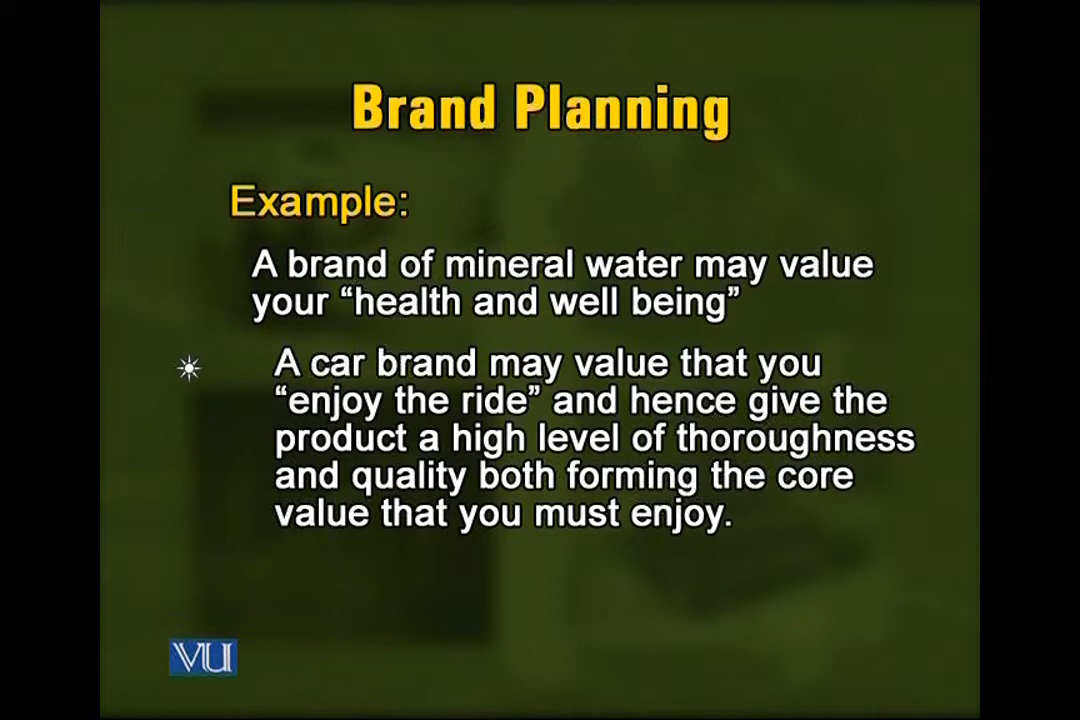 Brand Planning
Example:
A brand of mineral water may value
your “health and well being”
A car brand may value that you
“enjoy the ride” and hence give the
product a high level of thoroughness
and quality both forming the core
value that you must enjoy.
VU